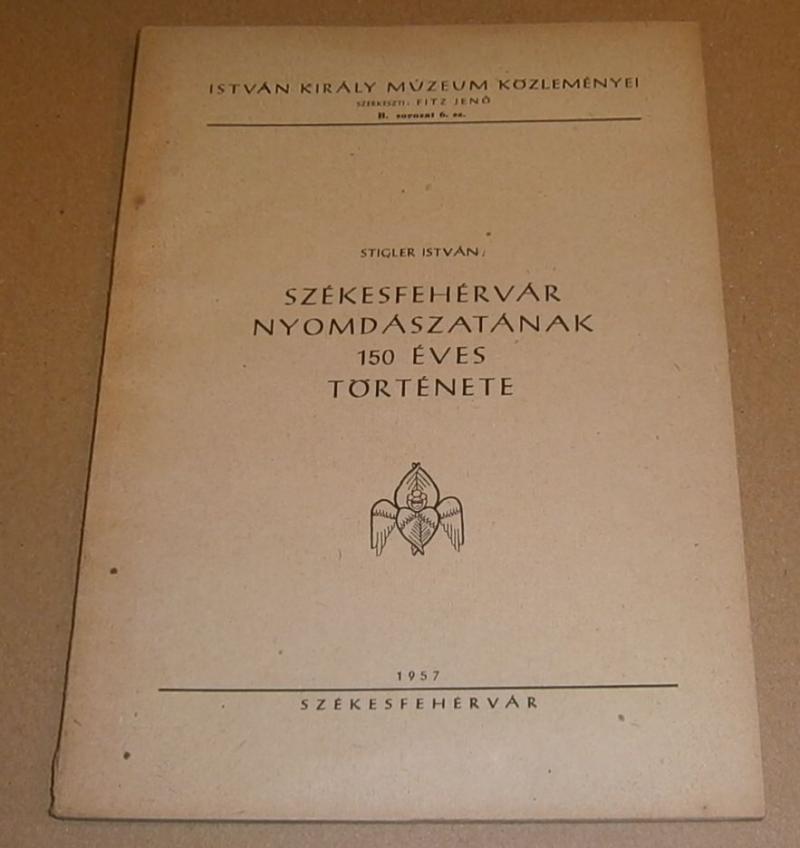 ISTVÁN KIRÁLY MÚZEUM KÖZLEMÉNYEI
SZERKESZTI: FITZ JENŐ
II. sorozat 6. sz.
STIGLER ISTVÁN:
SZÉKESFEHÉRVÁR
NYOMDÁSZATÁNAK
150 ÉVES
TÖRTÉNETE
1957
SZÉKESFEHÉRVÁR